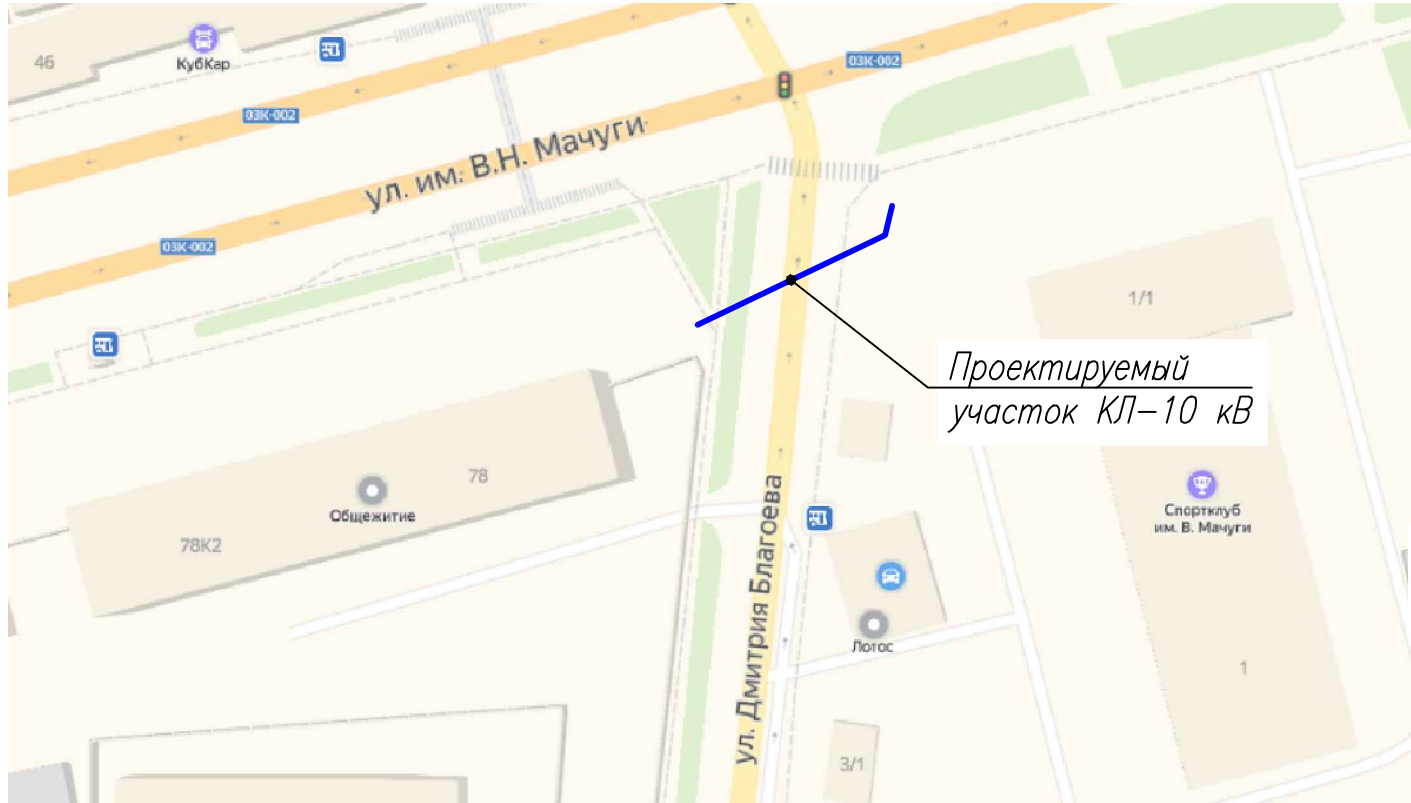 46
КубКар
03К-002
03К-002
ул. им. В.Н. Мачуги
03К-002
1/1
Проектируемый
участок КЛ-10 кВ
78
Общежитие
78К2
Спортклуб
им. В. Мачуги
ул. Дмитрия Благоева
Лотос
1
3/1